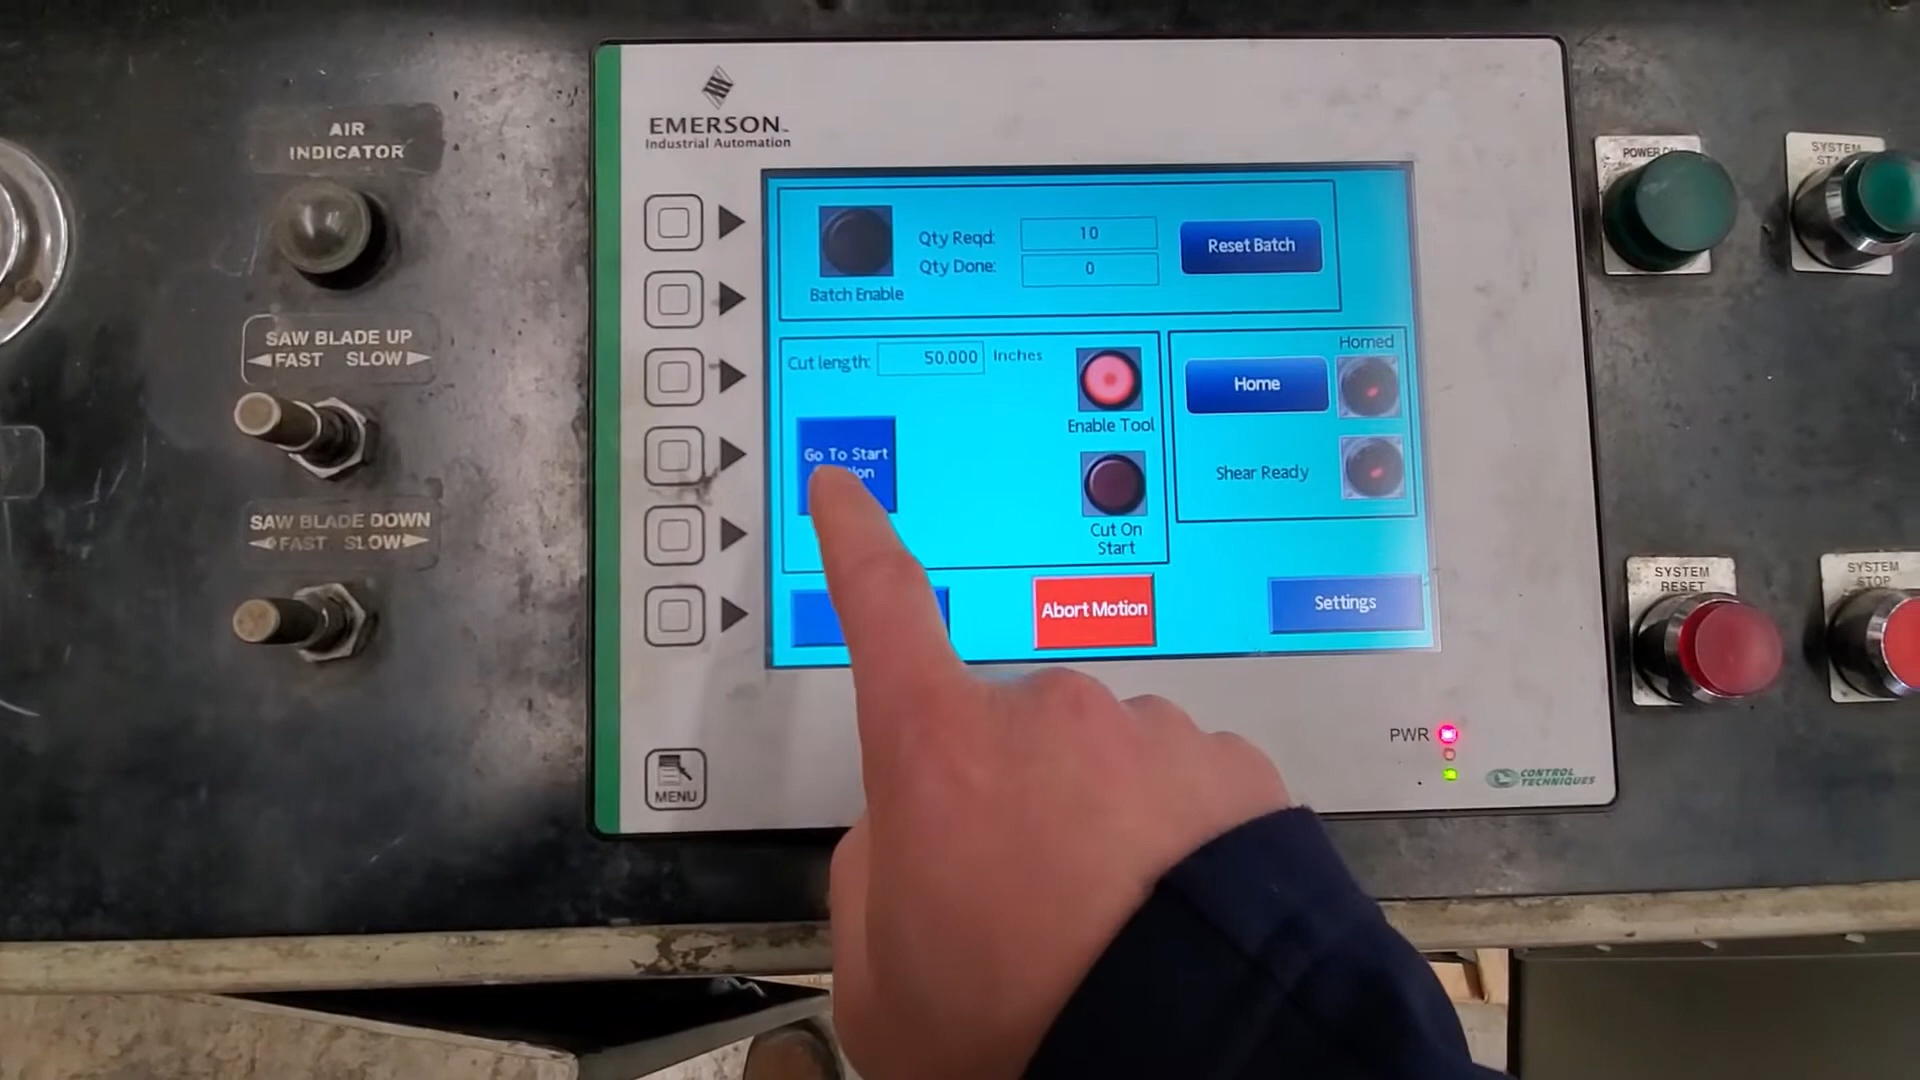 AIR
INDICATOR
SAW BLADE UP
FAST SLOW
SAW BLADE DOWN
FAST SLOW
EMERSON
Industrial Automation
Batch Enable
Qty Reqd: 10
Qty Done: 0
Reset Batch
Cut length: 50.000 Inches
Go To Start
Enable Tool
Cut On
Start
Homed
Home
Shear Ready
Abort Motion
Settings
MENU
PWR
CONTROL
TECHNIQUES
POWER
SYSTEM
SYSTEM
RESET
SYSTEM
STOP